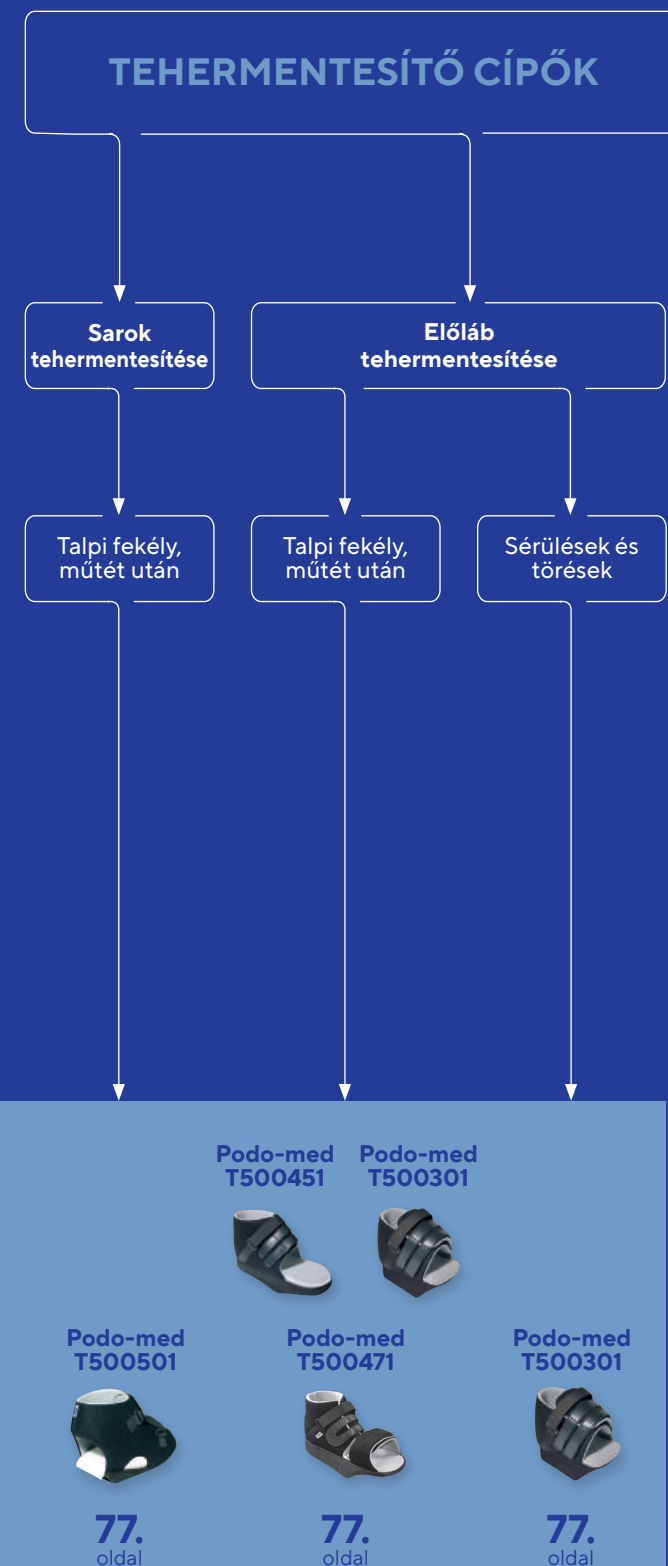 TEHERMENTESÍTŐ CÍPŐK
Sarok
tehermentesítése
Előláb
tehermentesítése
Talpi fekély,
műtét után
Talpi fekély,
műtét után
Sérülések és
törések
Podo-med
T500451
Podo-med
T500301
Podo-med
T500501
Podo-med
T500471
Podo-med
T500301
77.
oldal
77.
oldal
77.
oldal